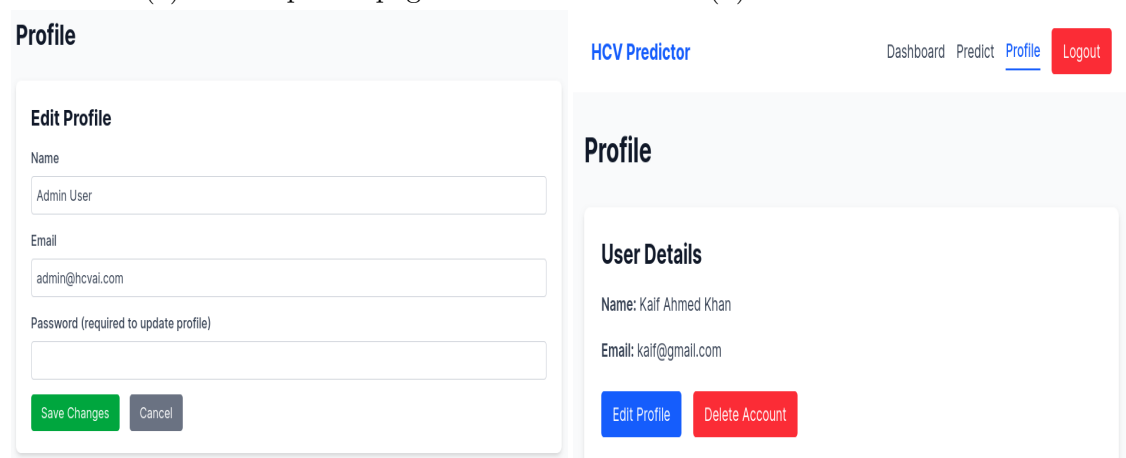 Profile
Edit Profile
Name
Admin User
Email
admin@hcvai.com
Password (required to update profile)
Save Changes Cancel
HCV Predictor Dashboard Predict Profile Logout
Profile
User Details
Name: Kaif Ahmed Khan
Email: kaif@gmail.com
Edit Profile Delete Account